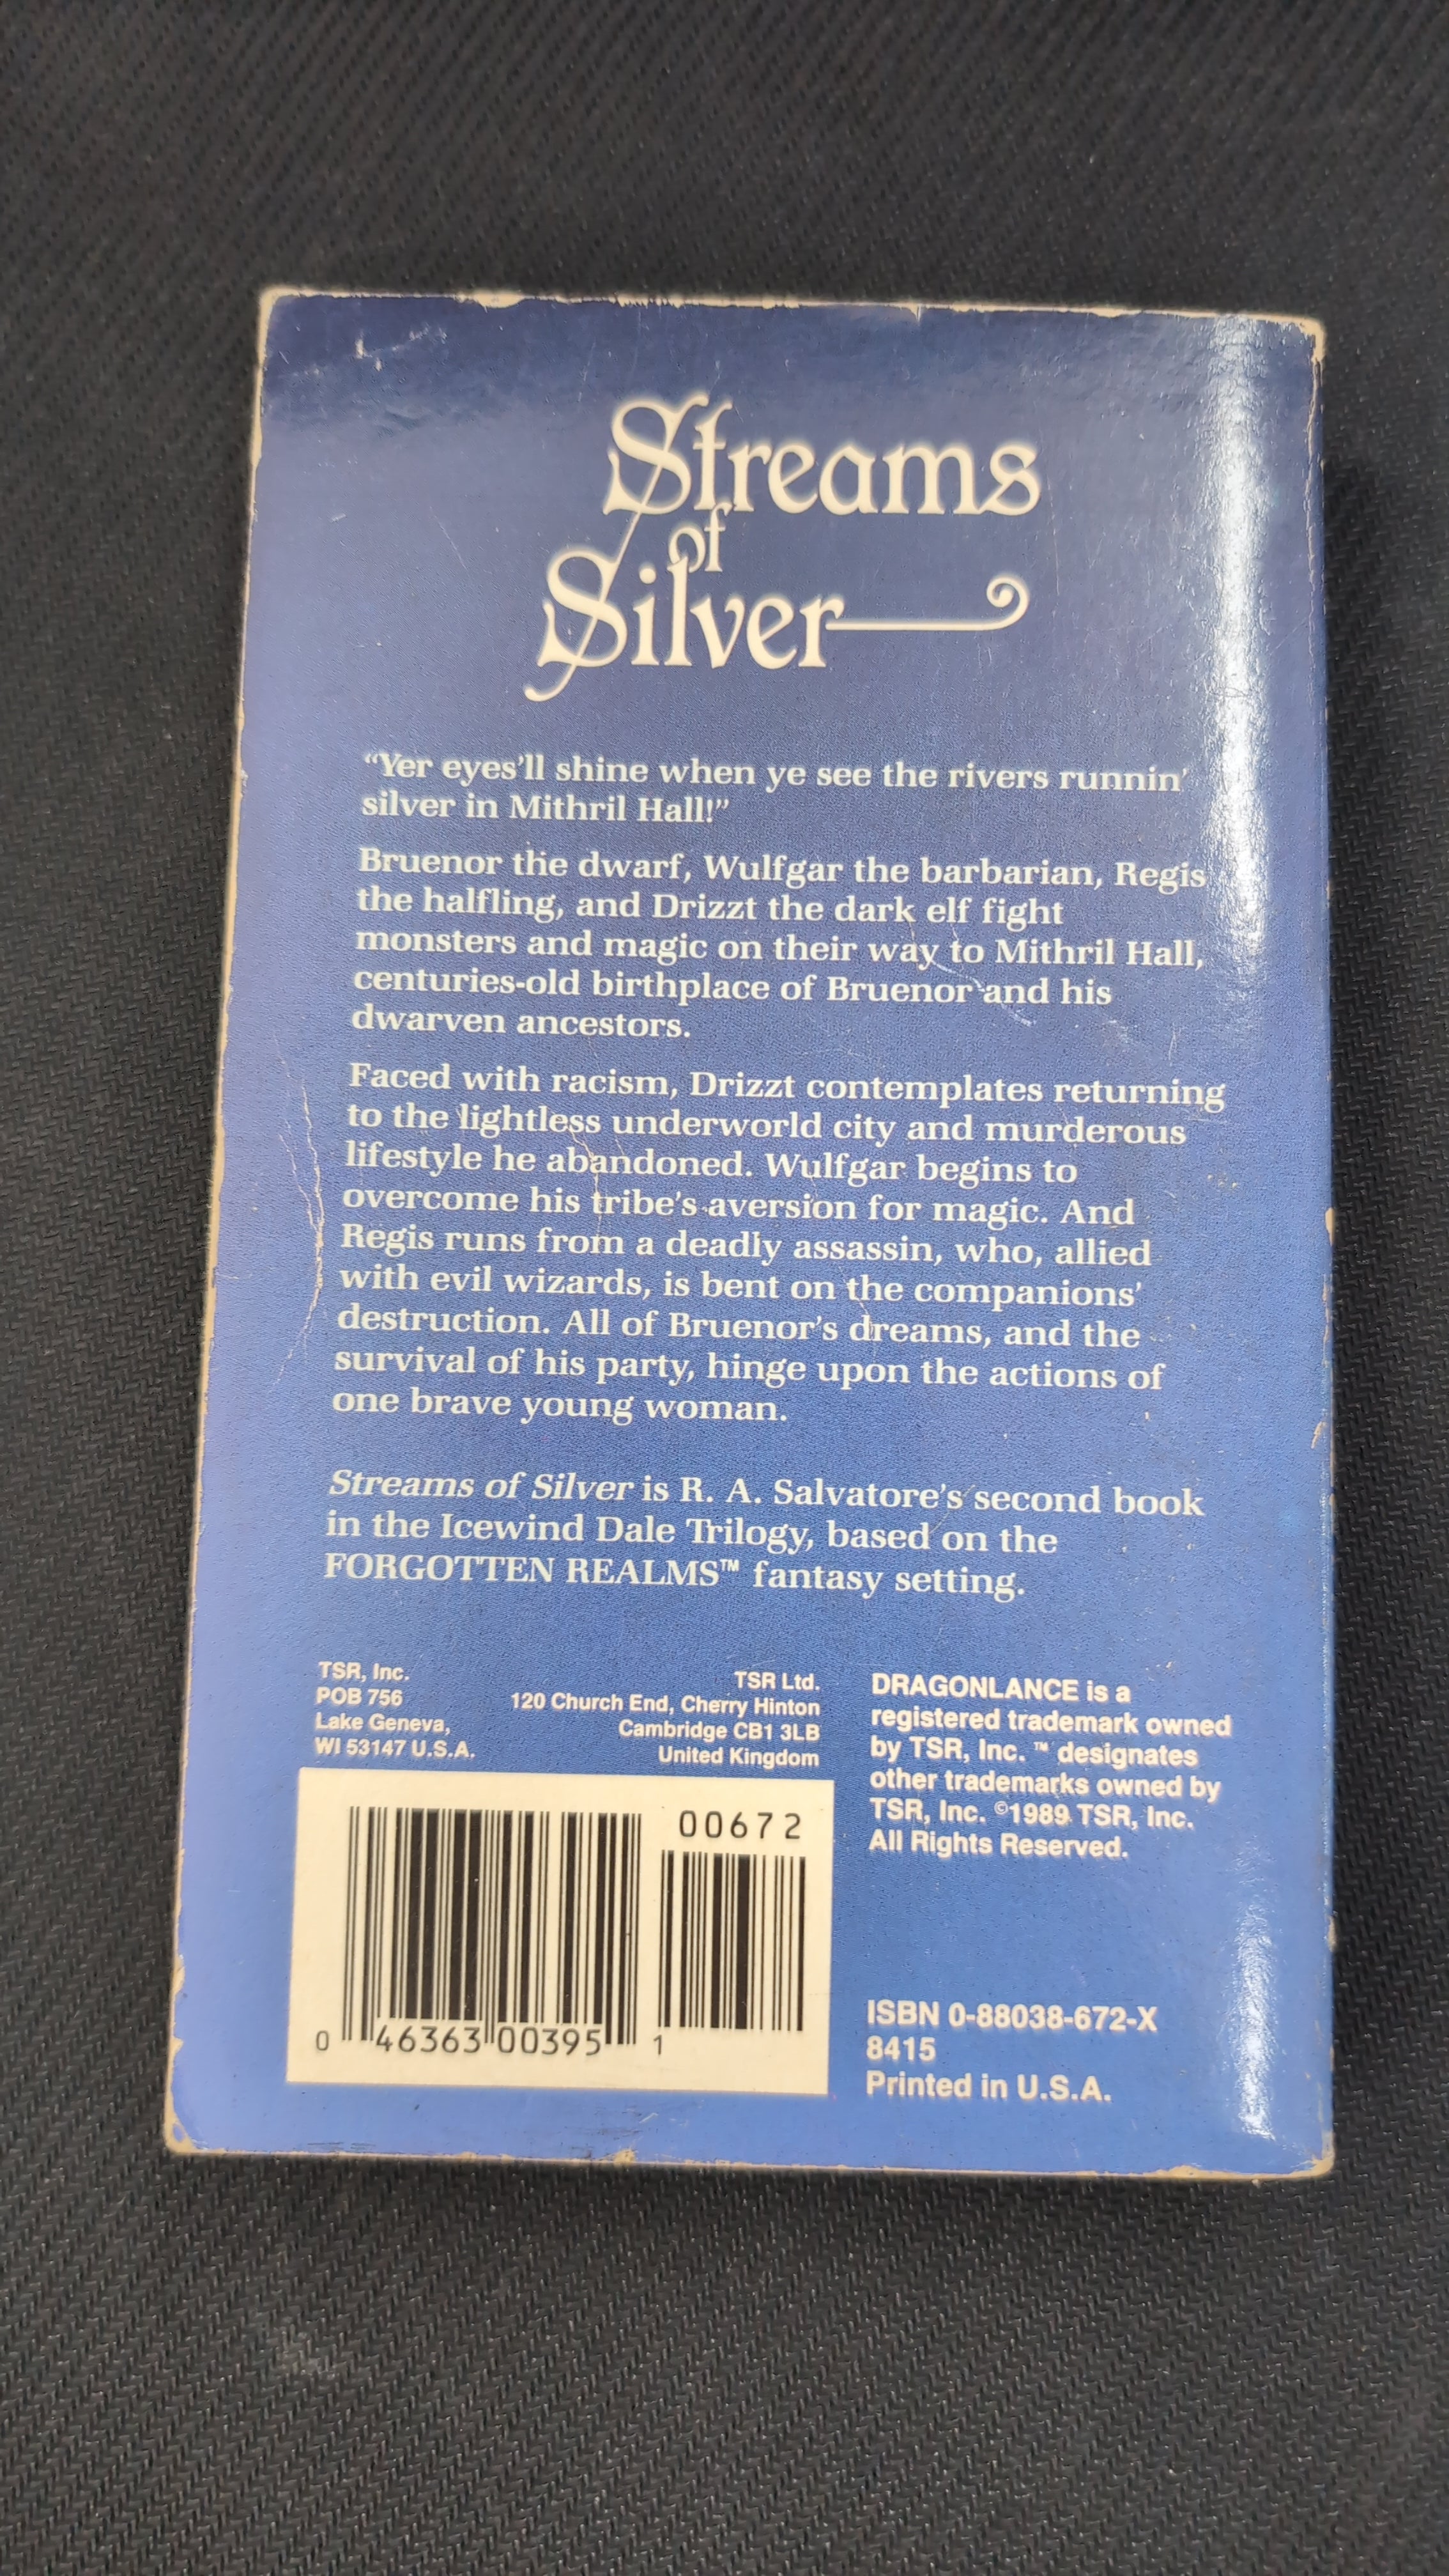 Streams
of
Silver
“Yer eyes’ll shine when ye see the rivers runnin’
silver in Mithril Hall!”
Bruenor the dwarf, Wulfgar the barbarian, Regis
the halfling, and Drizzt the dark elf fight
monsters and magic on their way to Mithril Hall,
centuries-old birthplace of Bruenor and his
dwarven ancestors.
Faced with racism, Drizzt contemplates returning
to the lightless underworld city and murderous
lifestyle he abandoned. Wulfgar begins to
overcome his tribe’s aversion for magic. And
Regis runs from a deadly assassin, who, allied
with evil wizards, is bent on the companions’
destruction. All of Bruenor’s dreams, and the
survival of his party, hinge upon the actions of
one brave young woman.
Streams of Silver is R. A. Salvatore’s second book
in the Icewind Dale Trilogy, based on the
FORGOTTEN REALMS™ fantasy setting.
TSR, Inc.
POB 756
Lake Geneva,
WI 53147 U.S.A.
TSR Ltd.
120 Church End, Cherry Hinton
Cambridge CB1 3LB
United Kingdom
DRAGONLANCE is a
registered trademark owned
by TSR, Inc. ™ designates
other trademarks owned by
TSR, Inc. ©1989 TSR, Inc.
All Rights Reserved.
00672
0 46363 00395 1
ISBN 0-88038-672-X
8415
Printed in U.S.A.